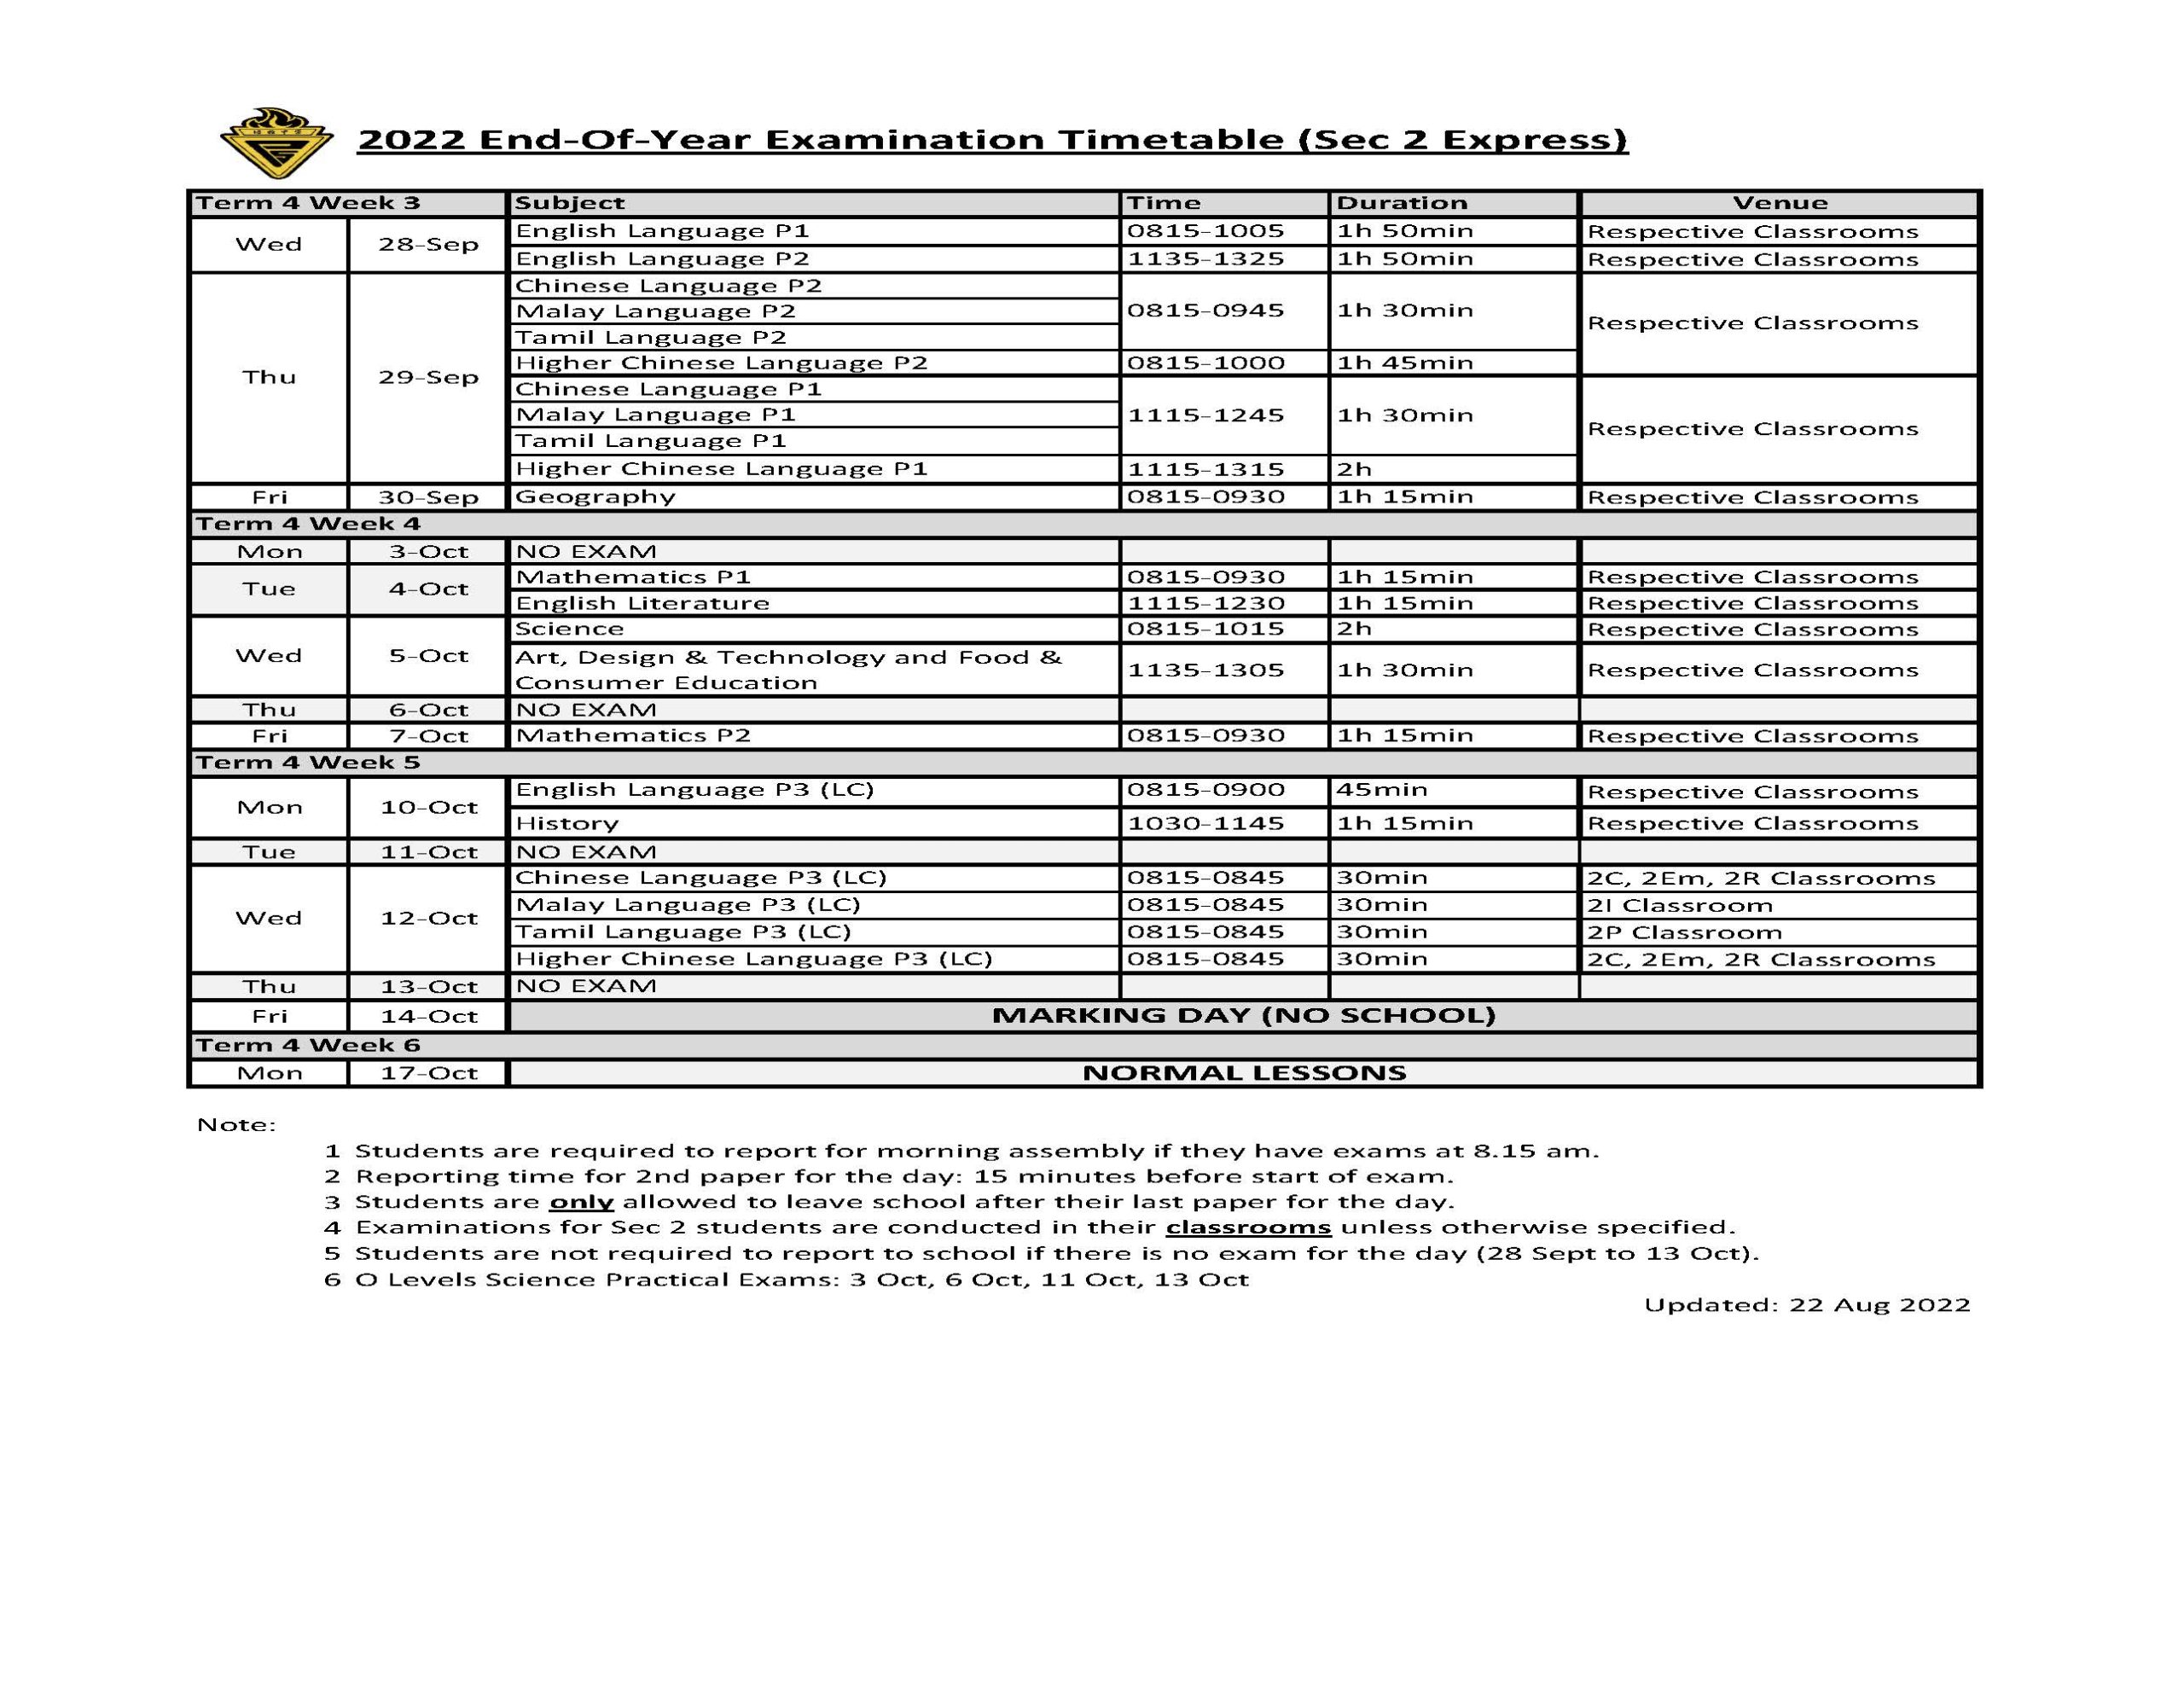 2022 End-Of-Year Examination Timetable (Sec 2 Express)
Term 4 Week 3 Subject Time Duration Venue
Wed 28-Sep English Language P1 0815-1005 1h 50min Respective Classrooms
English Language P2 1135-1325 1h 50min Respective Classrooms
Thu 29-Sep Chinese Language P2 0815-0945 1h 30min Respective Classrooms
Malay Language P2
Tamil Language P2
Higher Chinese Language P2 0815-1000 1h 45min
Chinese Language P1 1115-1245 1h 30min Respective Classrooms
Malay Language P1
Tamil Language P1
Higher Chinese Language P1 1115-1315 2h
Fri 30-Sep Geography 0815-0930 1h 15min Respective Classrooms
Term 4 Week 4
Mon 3-Oct NO EXAM
Tue 4-Oct Mathematics P1 0815-0930 1h 15min Respective Classrooms
English Literature 1115-1230 1h 15min Respective Classrooms
Wed 5-Oct Science 0815-1015 2h Respective Classrooms
Art, Design & Technology and Food &
Consumer Education 1135-1305 1h 30min Respective Classrooms
Thu 6-Oct NO EXAM
Fri 7-Oct Mathematics P2 0815-0930 1h 15min Respective Classrooms
Term 4 Week 5
Mon 10-Oct English Language P3 (LC) 0815-0900 45min Respective Classrooms
History 1030-1145 1h 15min Respective Classrooms
Tue 11-Oct NO EXAM
Wed 12-Oct Chinese Language P3 (LC) 0815-0845 30min 2C, 2Em, 2R Classrooms
Malay Language P3 (LC) 0815-0845 30min 2I Classroom
Tamil Language P3 (LC) 0815-0845 30min 2P Classroom
Higher Chinese Language P3 (LC) 0815-0845 30min 2C, 2Em, 2R Classrooms
Thu 13-Oct NO EXAM
Fri 14-Oct MARKING DAY (NO SCHOOL)
Term 4 Week 6
Mon 17-Oct NORMAL LESSONS
Note:
1 Students are required to report for morning assembly if they have exams at 8.15 am.
2 Reporting time for 2nd paper for the day: 15 minutes before start of exam.
3 Students are only allowed to leave school after their last paper for the day.
4 Examinations for Sec 2 students are conducted in their classrooms unless otherwise specified.
5 Students are not required to report to school if there is no exam for the day (28 Sept to 13 Oct).
6 O Levels Science Practical Exams: 3 Oct, 6 Oct, 11 Oct, 13 Oct
Updated: 22 Aug 2022